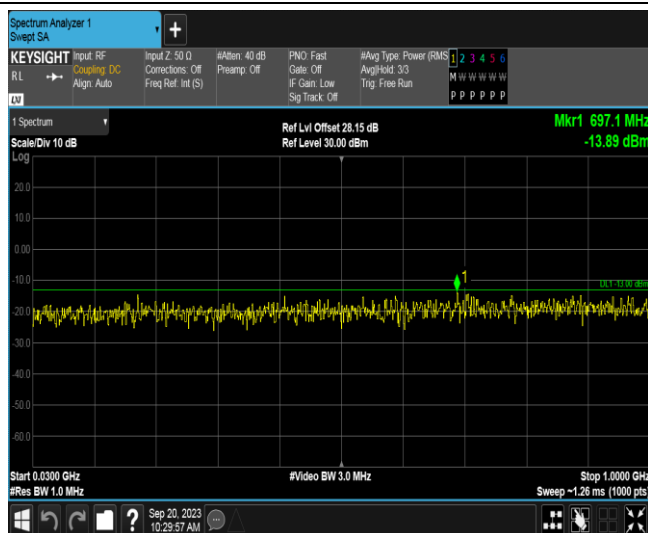 Spectrum Analyzer 1
Swept SA
KEYSIGHT
RL
Input: RF
Coupling: DC
Align: Auto
Input Z: 50 Ω
Corrections: Off
Freq Ref: Int (S)
#Atten: 40 dB
Preamp: Off
PNO: Fast
Gate: Off
IF Gain: Low
Sig Track: Off
#Avg Type: Power (RMS
Avg|Hold: 3/3
Trig: Free Run
1 2 3 4 5 6
M W W W W W
P P P P P P
LXI
1 Spectrum
Scale/Div 10 dB
Ref Lvl Offset 28.15 dB
Ref Level 30.00 dBm
Mkr1 697.1 MHz
-13.89 dBm
Log
20.0
10.0
0.00
-10.0
1
DL1 -13.00 dBm
-20.0
-30.0
-40.0
-50.0
-60.0
Start 0.0300 GHz
#Video BW 3.0 MHz
Stop 1.0000 GHz
#Res BW 1.0 MHz
Sweep ~1.26 ms (1000 pts)
?
Sep 20, 2023
10:29:57 AM